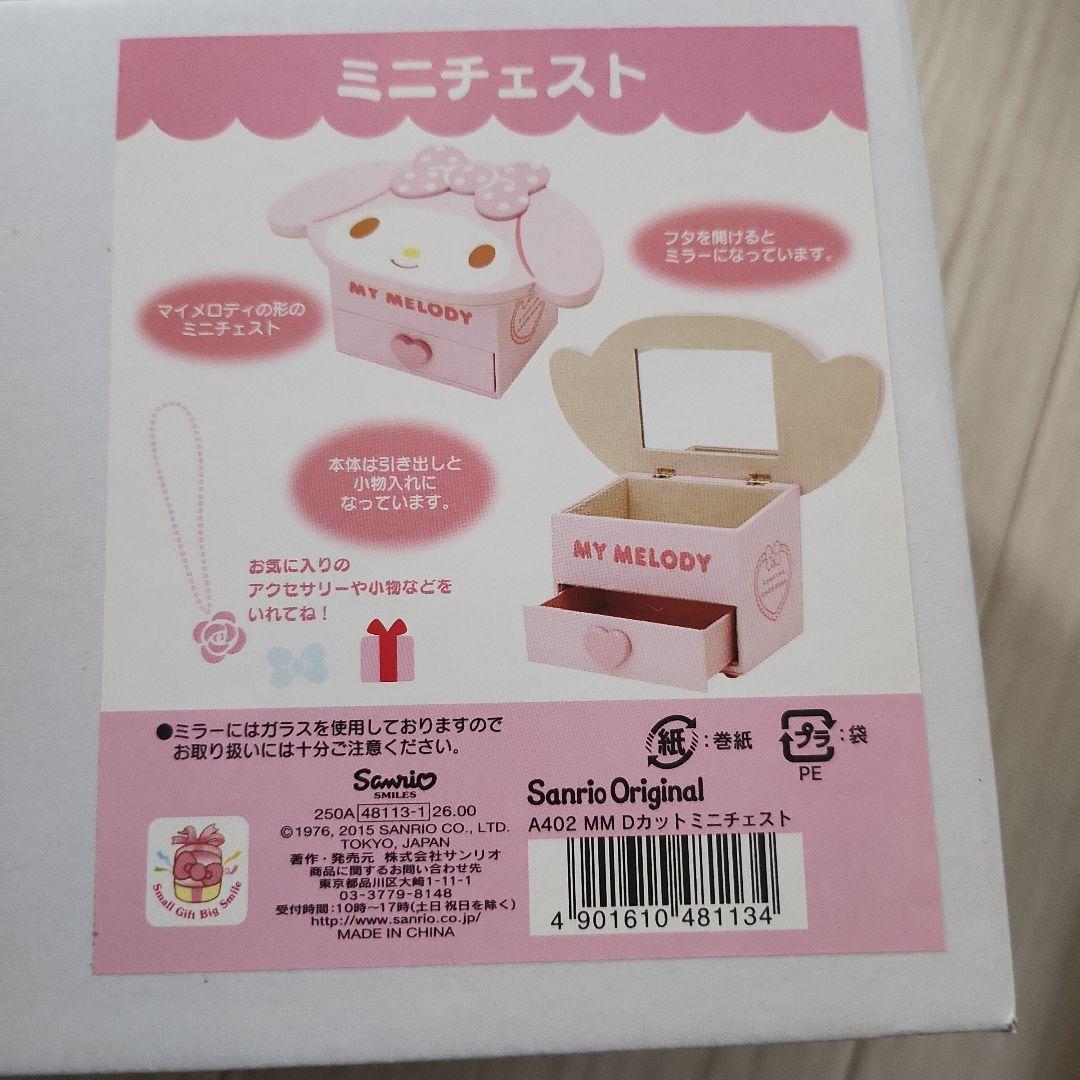 ミニチェスト
フタを開けると
ミラーになっています。
マイメロディの形の
ミニチェスト
MY MELODY
本体は引き出しと
小物入れに
なっています。
MY MELODY
お気に入りの
アクセサリーや小物などを
いれてね！
●ミラーにはガラスを使用しておりますので
お取り扱いには十分ご注意ください。
紙:巻紙
プラ:袋
PE
Sanrio
SMILES
250A 48113-1 26.00
©1976, 2015 SANRIO CO., LTD.
TOKYO, JAPAN
著作・発売元 株式会社サンリオ
商品に関するお問い合わせ先
東京都品川区大崎1-11-1
03-3779-8148
受付時間:10時〜17時(土日祝日を除く)
http://www.sanrio.co.jp/
MADE IN CHINA
Small Gift Big Smile
Sanrio Original
A402 MM Dカットミニチェスト
4 901610 481134